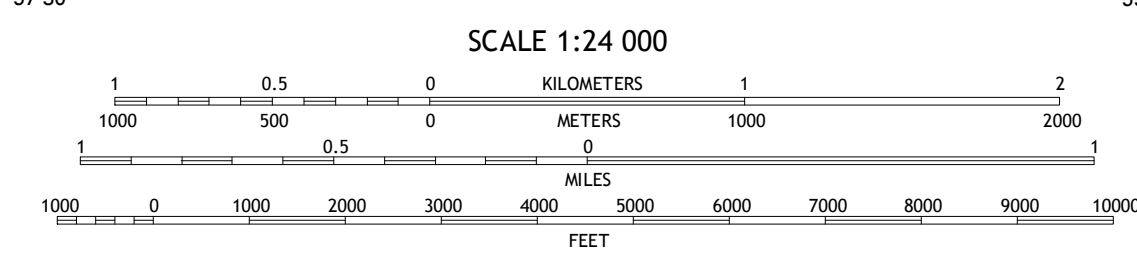 SCALE 1:24 000
1 0.5 0 KILOMETERS 1 2
1000 500 0 METERS 1000 2000
1 0.5 0 1
MILES
1000 0 1000 2000 3000 4000 5000 6000 7000 8000 9000 10000
FEET